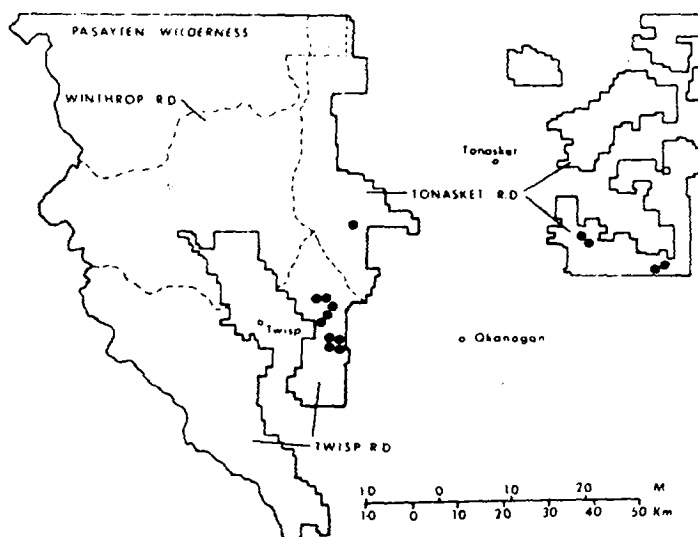 PASAYTEN WILDERNESS
WINTHROP R.D
Tonasket
TONASKET R.D
Twisp
Okanogan
TWISP R.D
10 0 10 20 M
10 0 10 20 30 40 50 Km